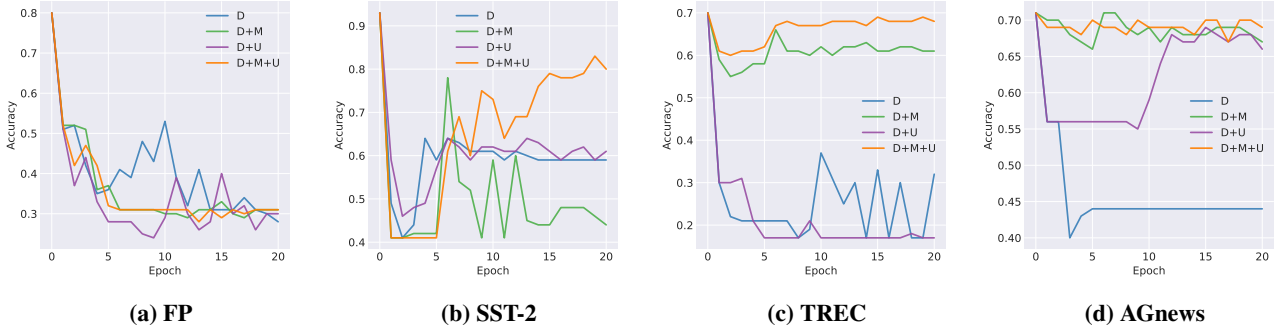 0.8
0.7
0.6
0.5
0.4
0.3
Accuracy
0 5 10 15 20
Epoch
D
D+M
D+U
D+M+U
(a) FP
0.9
0.8
0.7
0.6
0.5
0.4
Accuracy
0 5 10 15 20
Epoch
D
D+M
D+U
D+M+U
(b) SST-2
0.7
0.6
0.5
0.4
0.3
0.2
Accuracy
0 5 10 15 20
Epoch
D
D+M
D+U
D+M+U
(c) TREC
0.70
0.65
0.60
0.55
0.50
0.45
0.40
Accuracy
0 5 10 15 20
Epoch
D
D+M
D+U
D+M+U
(d) AGnews